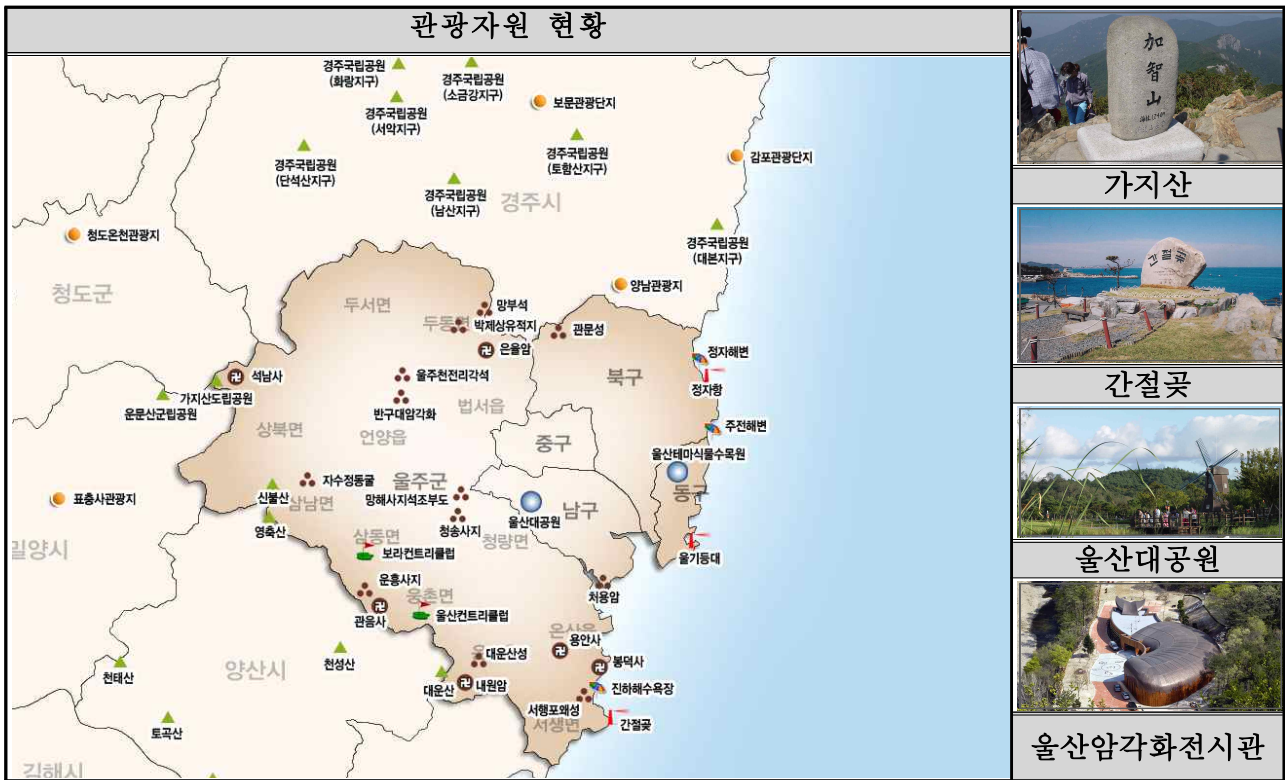 관광자원 현황
경주국립공원
(화랑지구)
경주국립공원
(소금강지구)
보문관광단지
경주국립공원
(서악지구)
경주국립공원
(단석산지구)
경주국립공원
(토함산지구)
감포관광단지
경주국립공원
(남산지구)
경주시
청도온천관광지
경주국립공원
(대본지구)
청도군
양남관광지
두서면
망부석
두동면
박제상유적지
관문성
은을암
정자해변
석남사
울주천전리각석
북구
정자항
가지산도립공원
운문산군립공원
반구대암각화
범서읍
상북면
언양읍
중구
주전해변
울산테마식물수목원
자수정동굴
울주군
동구
표충사관광지
신불산
삼남면
망해사지석조부도
울산대공원
남구
영축산
청송사지
삼동면
청량면
밀양시
보라컨트리클럽
울기등대
운흥사지
웅촌면
처용암
관음사
울산컨트리클럽
온산읍
용안사
대운산성
천태산
양산시
천성산
봉덕사
대운산
내원암
진하해수욕장
서행포왜성
서생면
간절곶
토곡산
김해시
加智山
가지산
간절곶
간절곶
울산대공원
울산암각화전시관